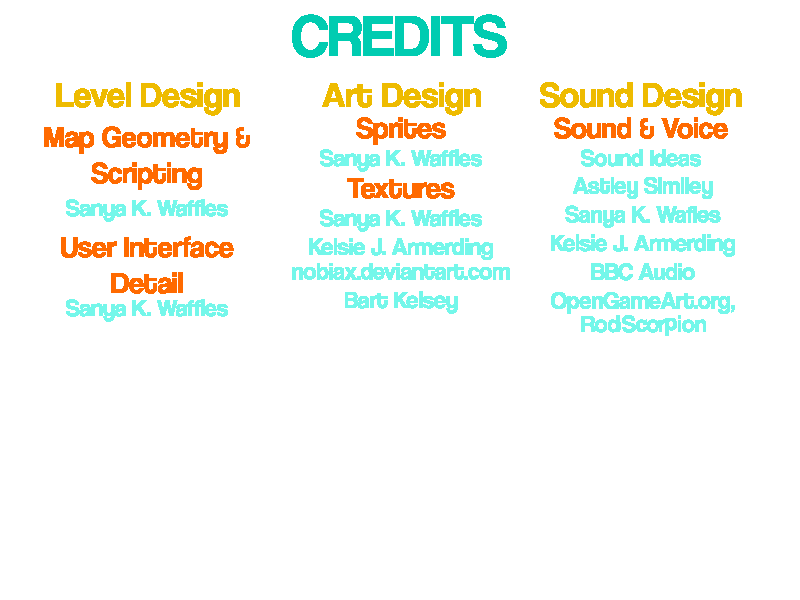 CREDITS
Level Design
Map Geometry &
Scripting
Sanya K. Waffles
User Interface
Detail
Sanya K. Waffles
Art Design
Sprites
Sanya K. Waffles
Textures
Sanya K. Waffles
Kelsie J. Armerding
nobiax.deviantart.com
Bart Kelsey
Sound Design
Sound & Voice
Sound Ideas
Astley Simlley
Sanya K. Wafles
Kelsie J. Armerding
BBC Audio
OpenGameArt.org,
RodScorpion